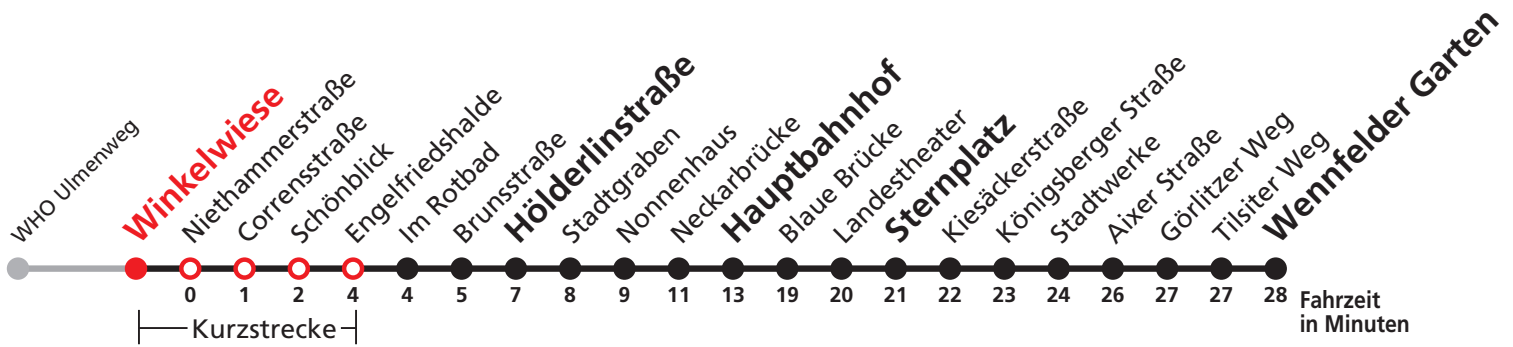 WHO Ulmenweg
Winkelwiese
Niethammerstraße
Corrensstraße
Schönblick
Engelfriedshalde
Im Rotbad
Brunsstraße
Hölderlinstraße
Stadtgraben
Nonnenhaus
Neckarbrücke
Hauptbahnhof
Blaue Brücke
Landestheater
Sternplatz
Kiesäckerstraße
Königsberger Straße
Stadtwerke
Aixer Straße
Görlitzer Weg
Tilsiter Weg
Wennfelder Garten
0 1 2 4 4 5 7 8 9 11 13 19 20 21 22 23 24 26 27 27 28
Fahrzeit
in Minuten
Kurzstrecke